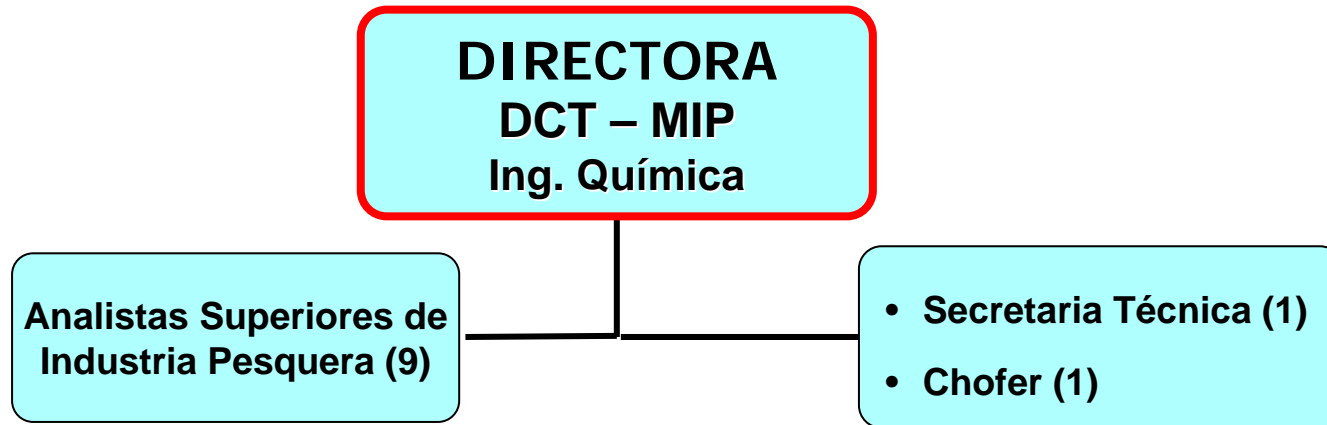 DIRECTORA
DCT – MIP
Ing. Química
Analistas Superiores de
Industria Pesquera (9)
• Secretaria Técnica (1)
• Chofer (1)